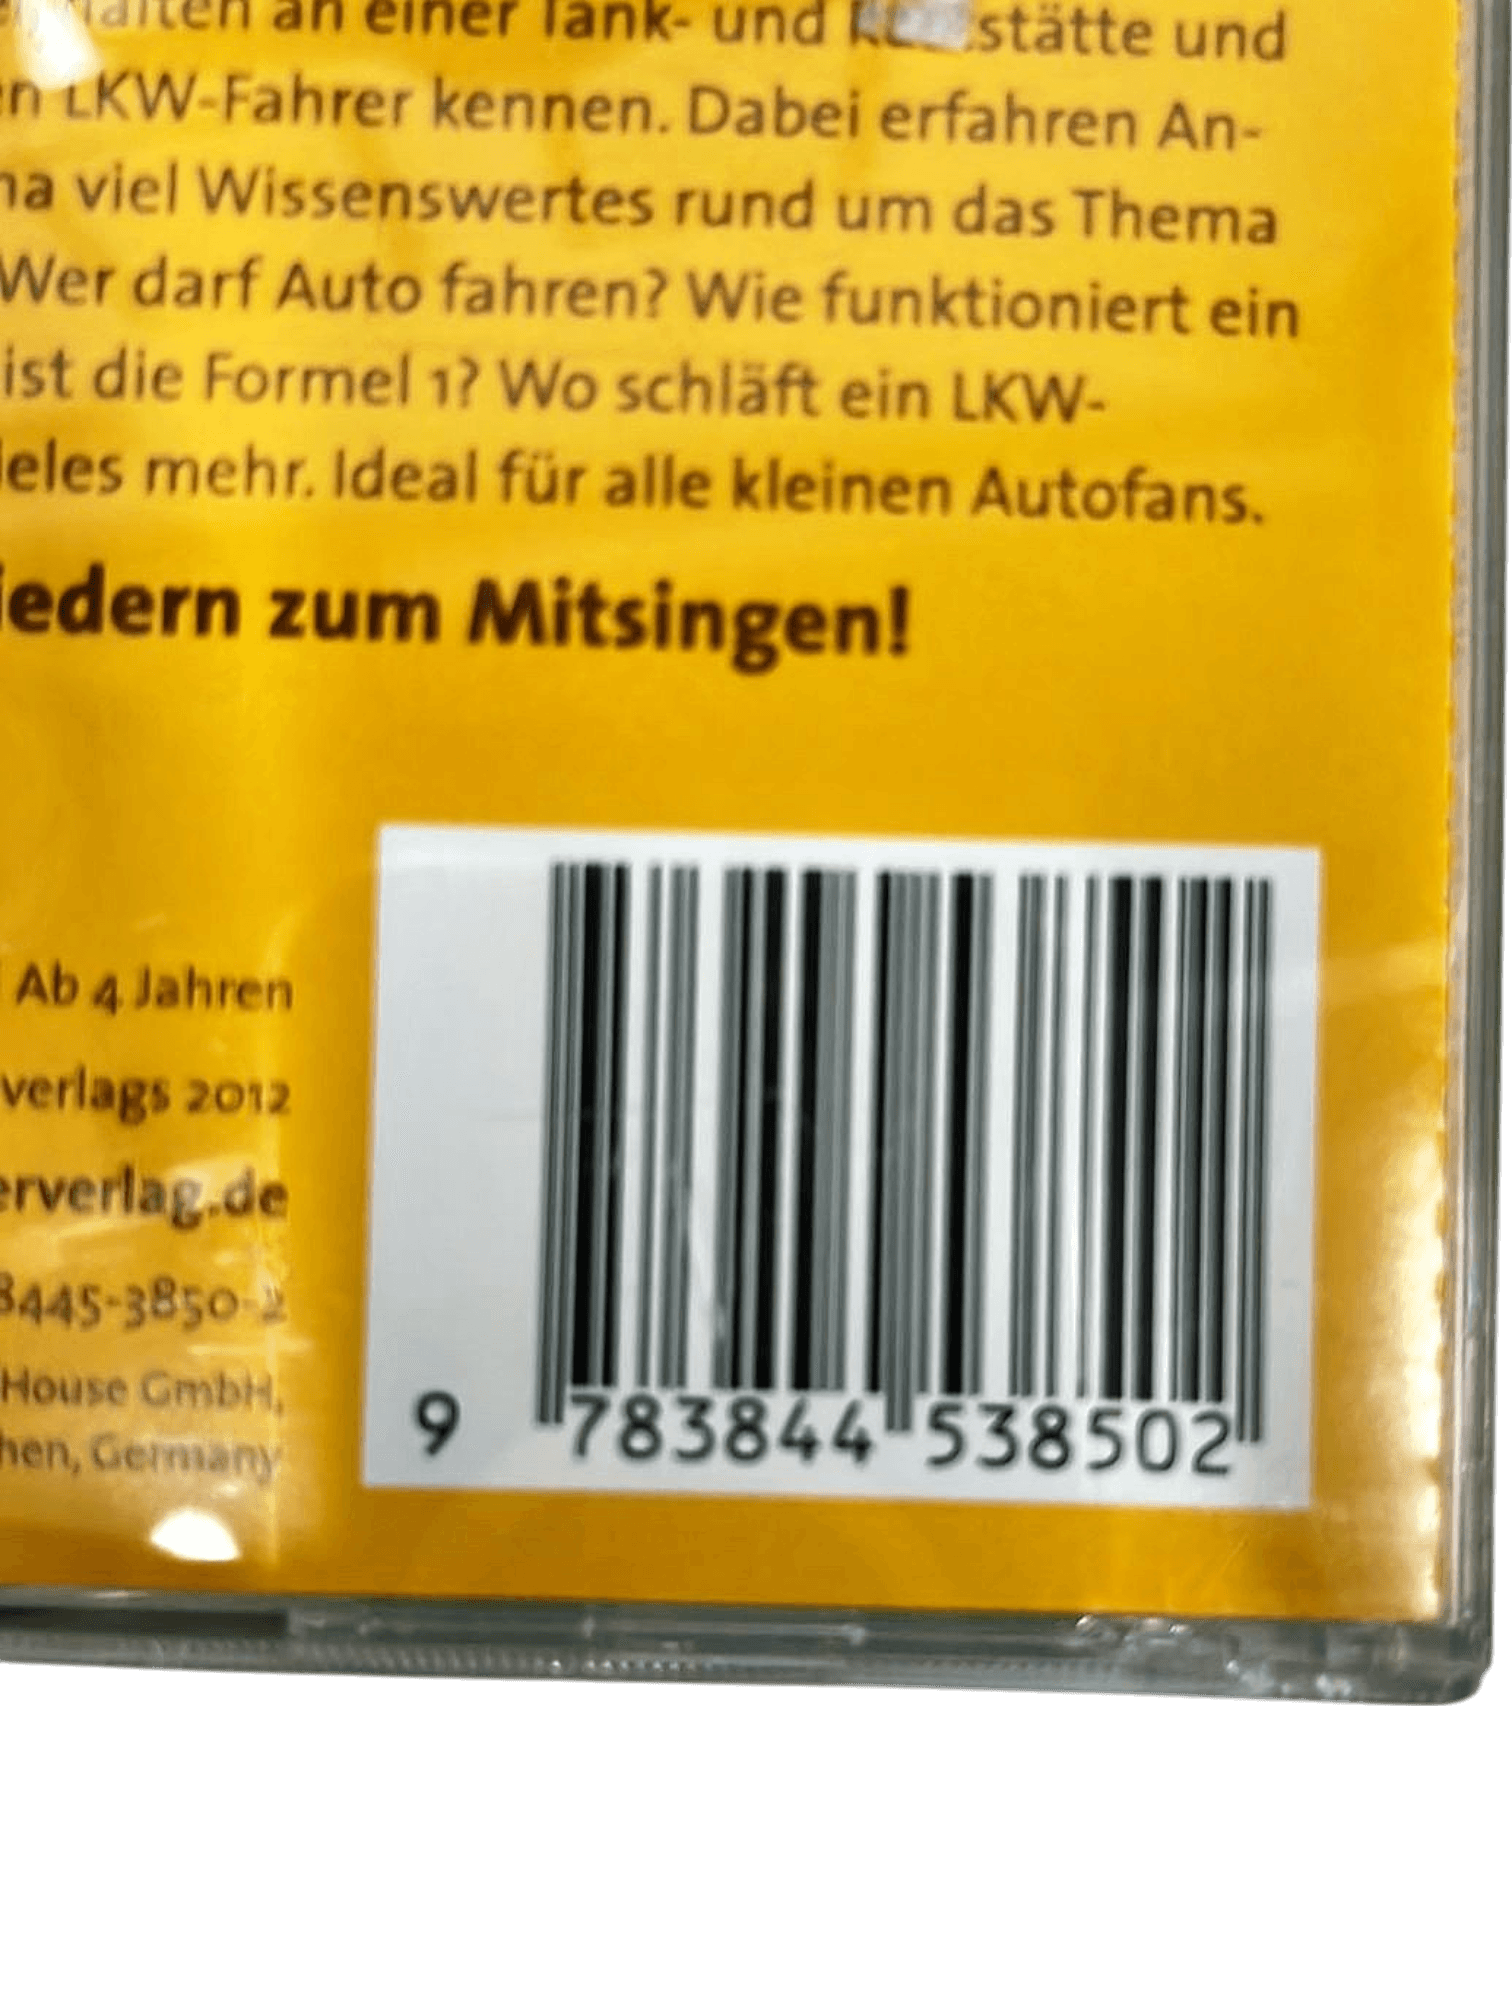 an einer Tank- und und
LKW-Fahrer kennen. Dabei erfahren An-
na viel Wissenswertes rund um das Thema
Wer darf Auto fahren? Wie funktioniert ein
ist die Formel 1? Wo schläft ein LKW-
ieles mehr. Ideal für alle kleinen Autofans.
iedern zum Mitsingen!
Ab 4 Jahren
verlags 2012
erverlag.de
8445-3850-2
House GmbH,
hen, Germany
9 783844 538502